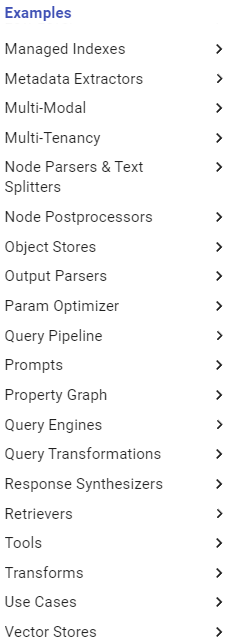 Examples
Managed Indexes
Metadata Extractors
Multi-Modal
Multi-Tenancy
Node Parsers & Text
Splitters
Node Postprocessors
Object Stores
Output Parsers
Param Optimizer
Query Pipeline
Prompts
Property Graph
Query Engines
Query Transformations
Response Synthesizers
Retrievers
Tools
Transforms
Use Cases
Vector Stores